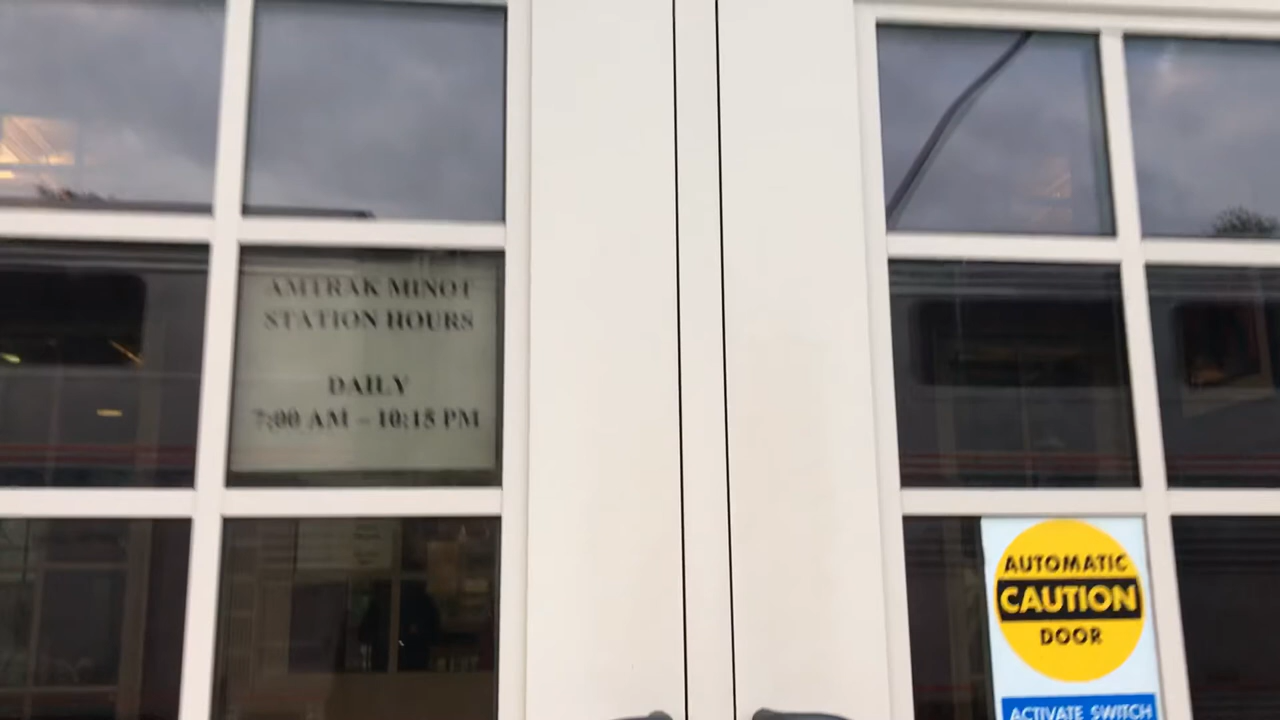 AMTRAK MINOT
STATION HOURS
DAILY
7:00 AM – 10:15 PM
AUTOMATIC
CAUTION
DOOR
ACTIVATE SWITCH